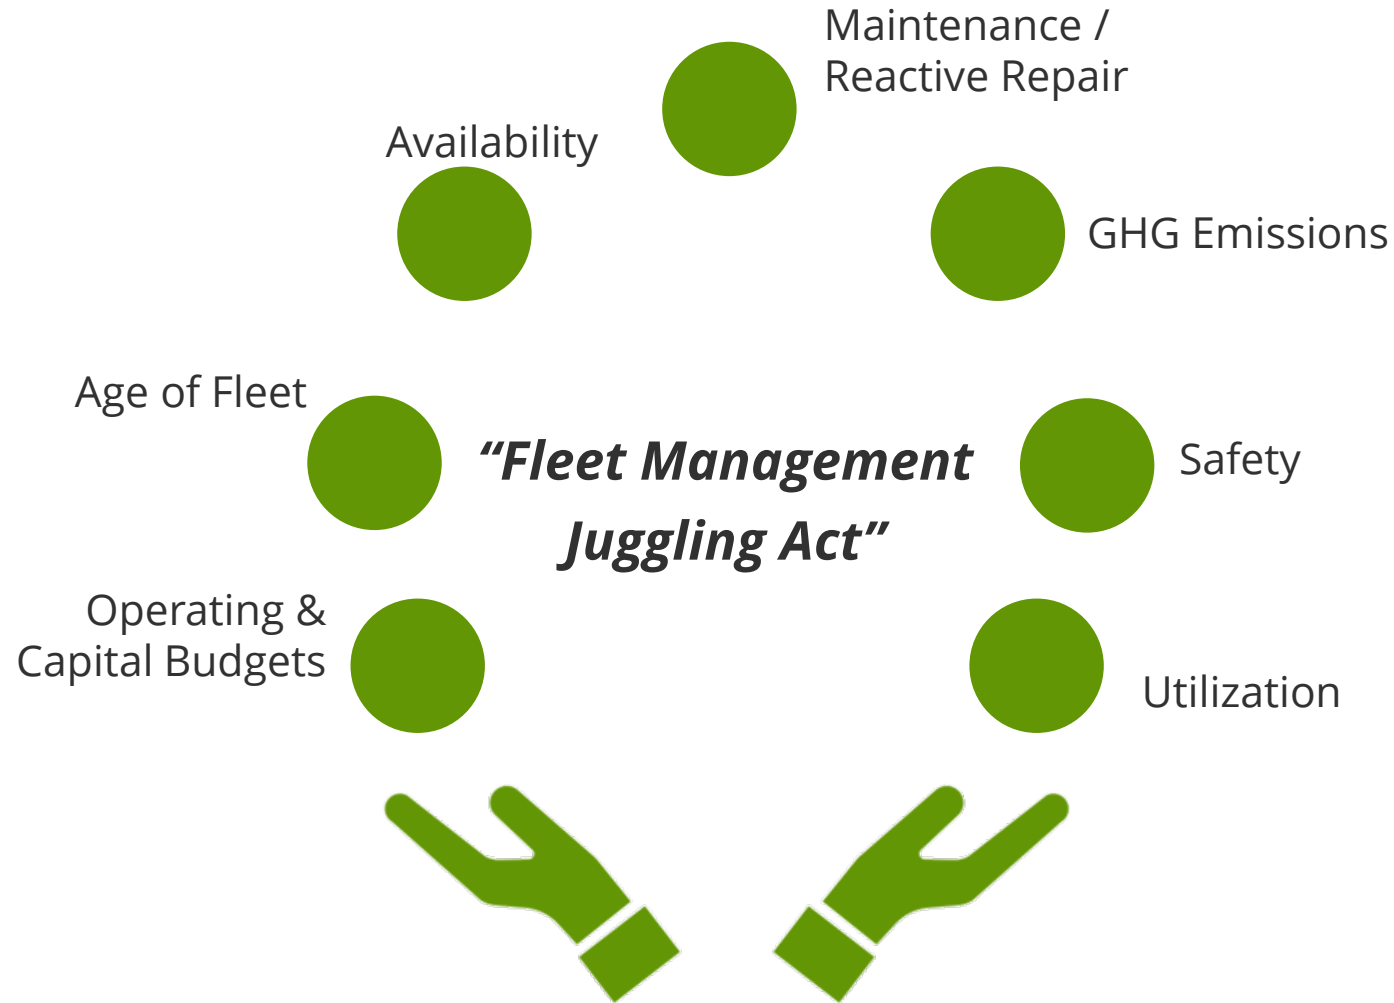 Maintenance /
Reactive Repair
Availability
GHG Emissions
Age of Fleet
“Fleet Management
Juggling Act”
Safety
Operating &
Capital Budgets
Utilization